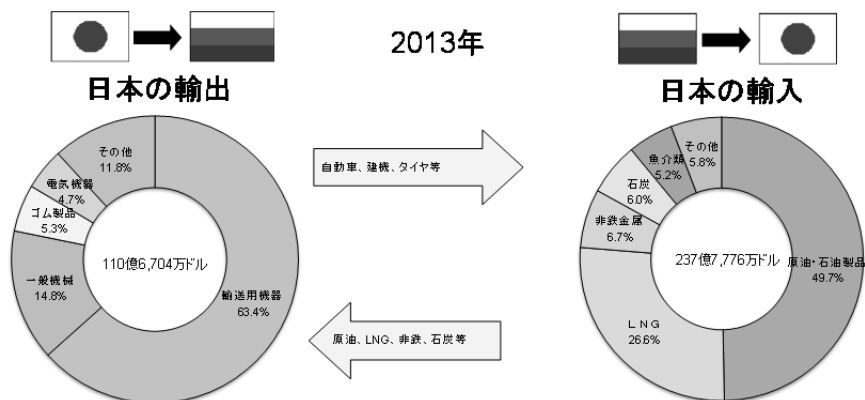 2013年
日本の輸出
その他
11.8%
電気機器
4.7%
ゴム製品
5.3%
一般機械
14.8%
輸送用機器
63.4%
110億6,704万ドル
自動車、建機、タイヤ等
原油、LNG、非鉄、石炭等
日本の輸入
その他
5.8%
魚介類
5.2%
石炭
6.0%
非鉄金属
6.7%
LNG
26.6%
原油・石油製品
49.7%
237億7,776万ドル